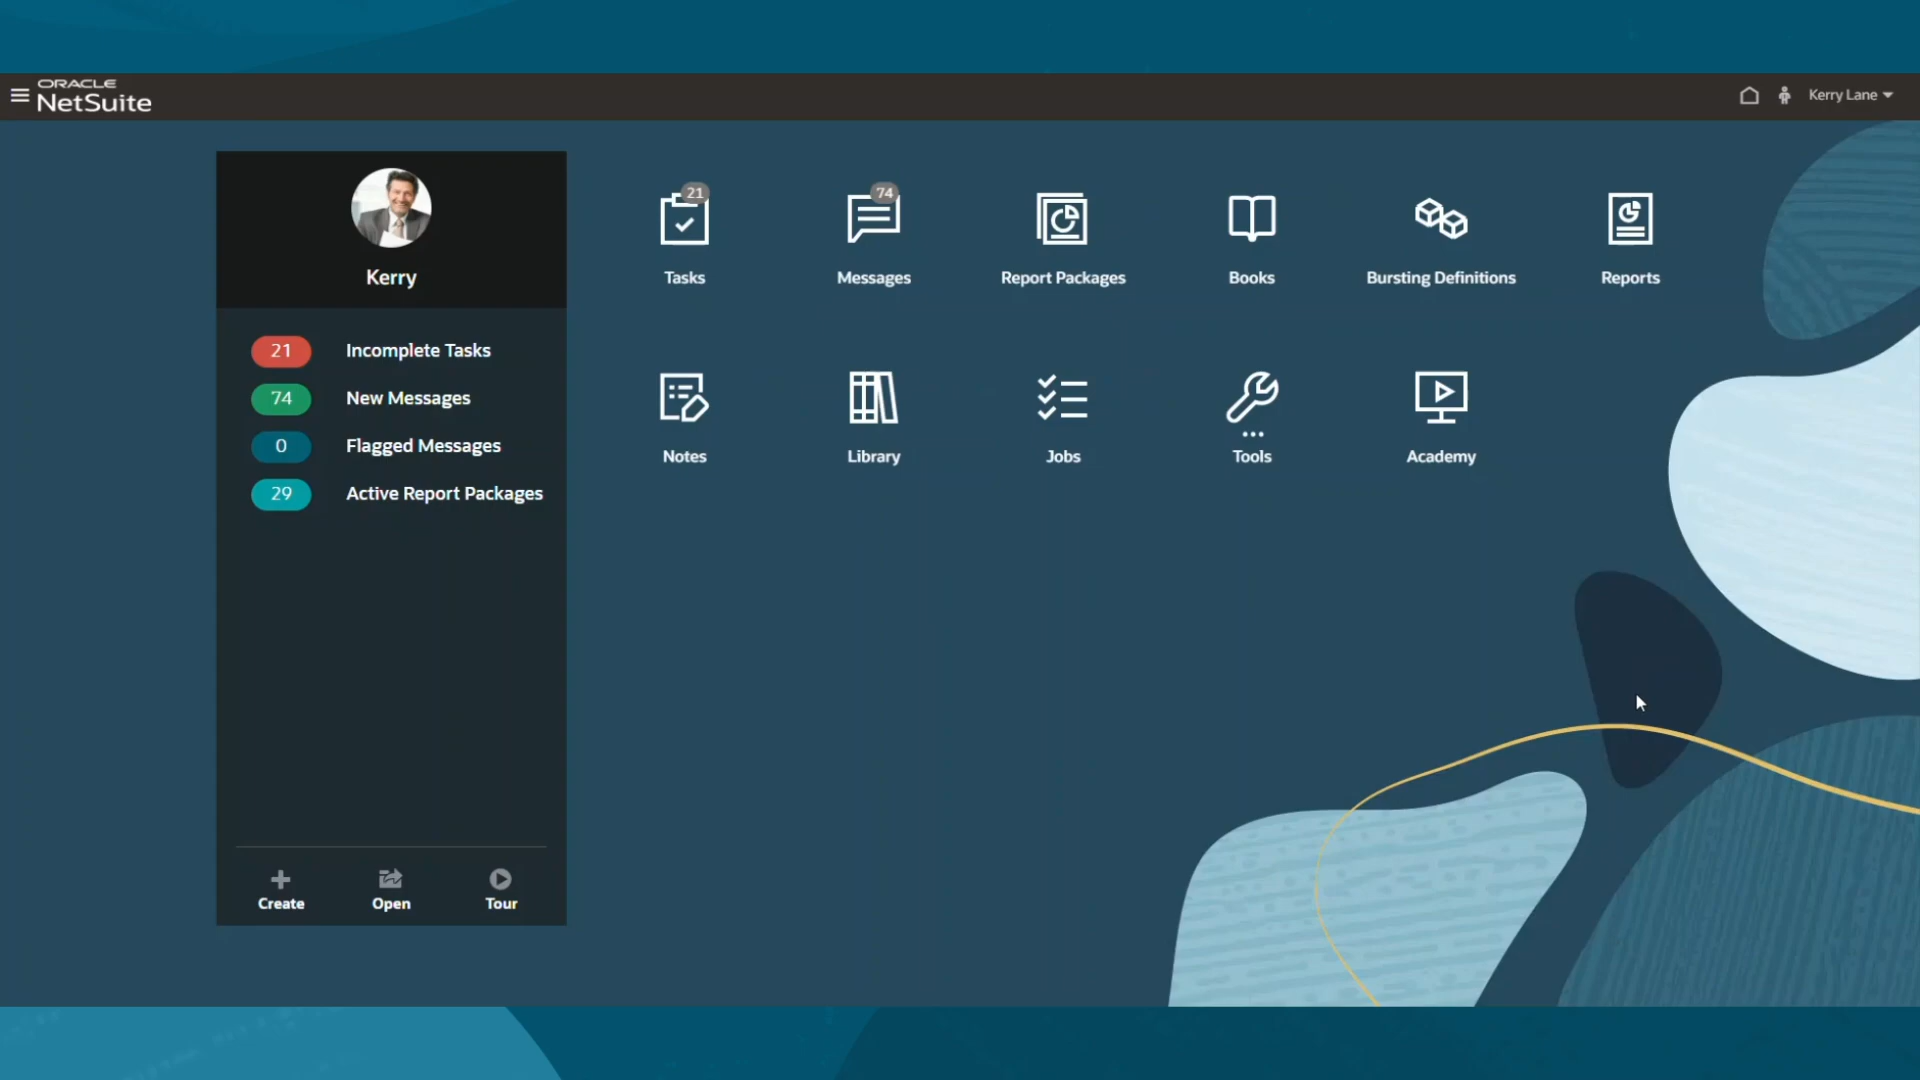 ORACLE
NetSuite
Kerry Lane
Kerry
21 Incomplete Tasks
74 New Messages
0 Flagged Messages
29 Active Report Packages
Create Open Tour
21 74
Tasks Messages Report Packages Books Bursting Definitions Reports
Notes Library Jobs Tools Academy